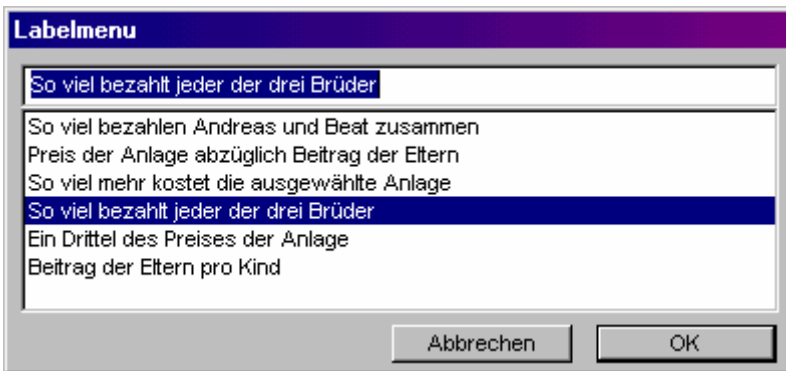 Labelmenu
So viel bezahlt jeder der drei Brüder
So viel bezahlen Andreas und Beat zusammen
Preis der Anlage abzüglich Beitrag der Eltern
So viel mehr kostet die ausgewählte Anlage
So viel bezahlt jeder der drei Brüder
Ein Drittel des Preises der Anlage
Beitrag der Eltern pro Kind
Abbrechen OK